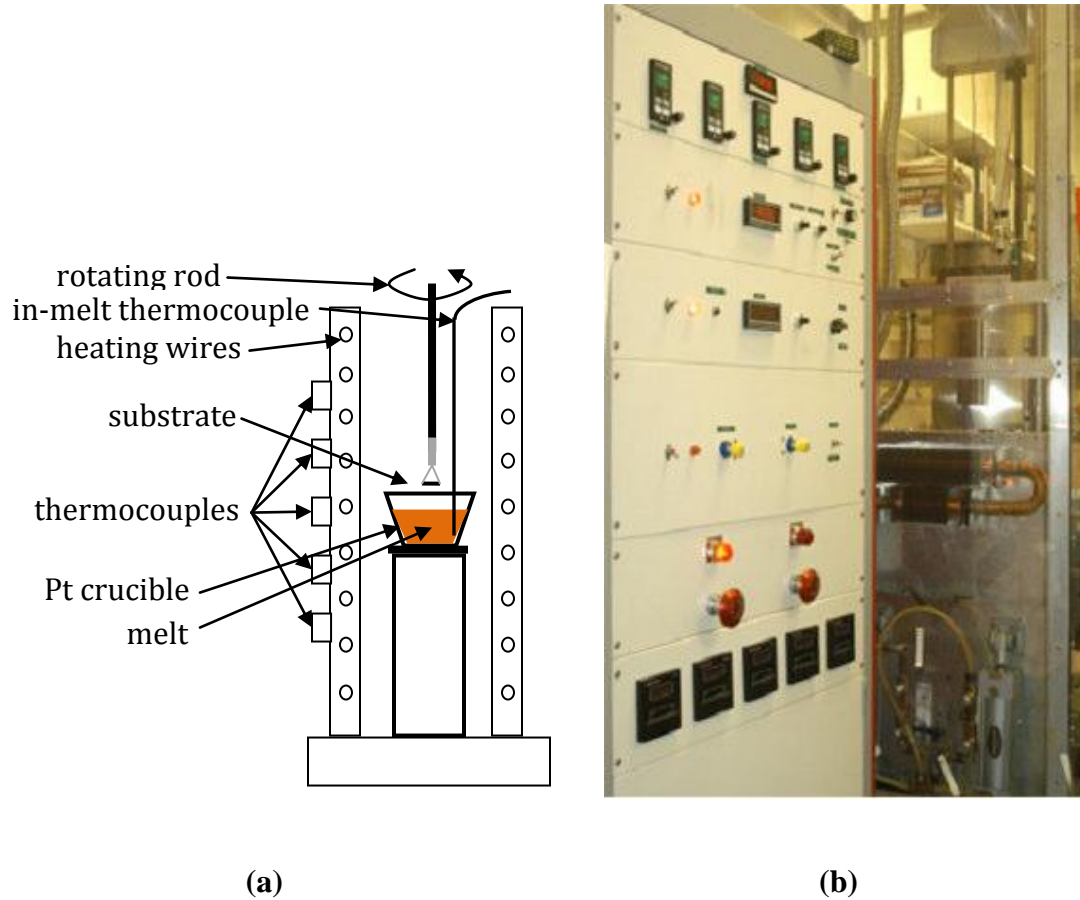 rotating rod
in-melt thermocouple
heating wires
substrate
thermocouples
Pt crucible
melt
(a)
(b)